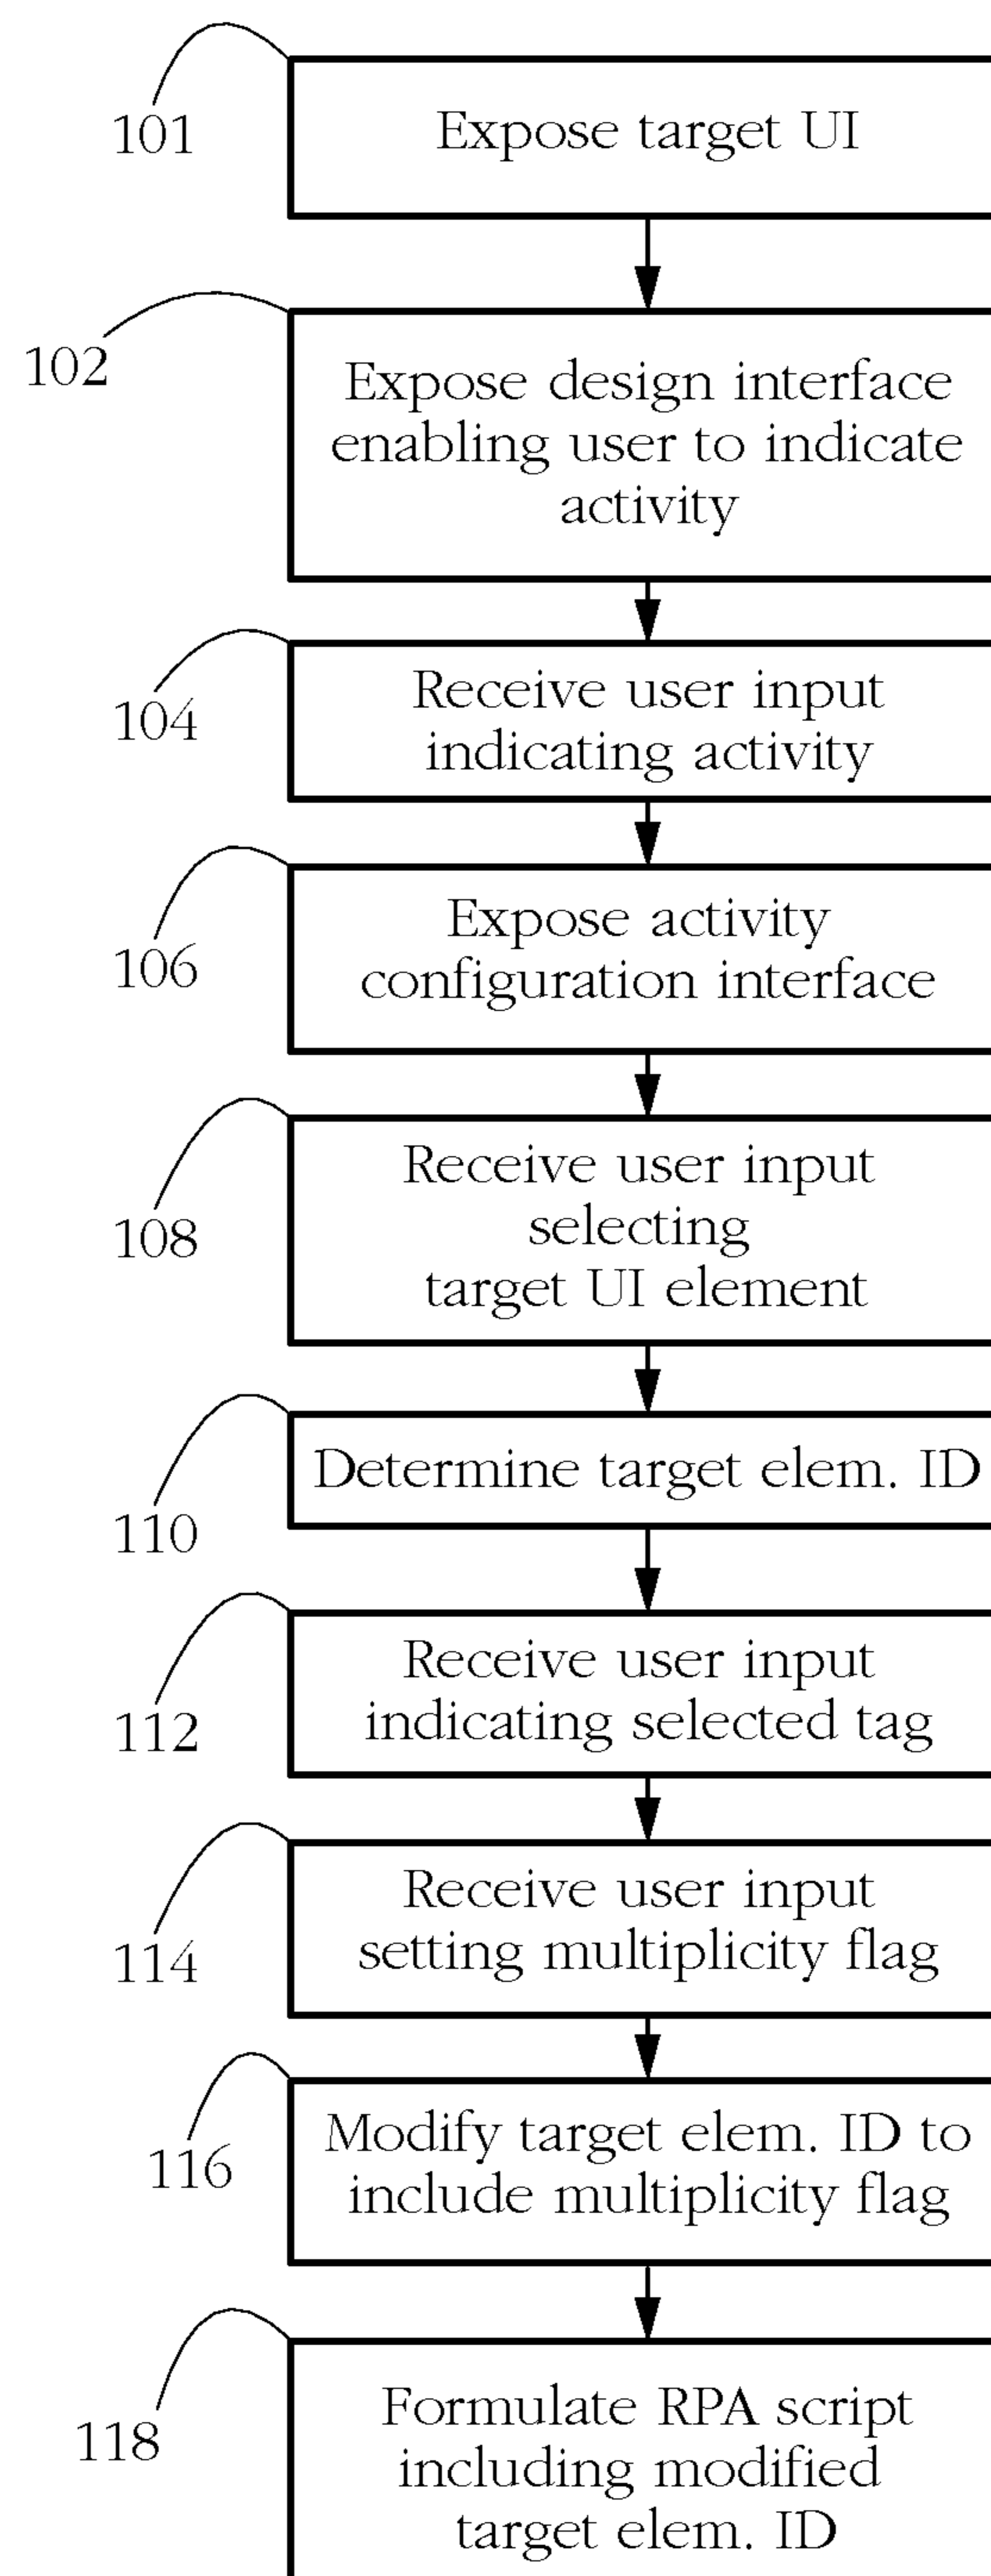 101
Expose target UI
102
Expose design interface
enabling user to indicate
activity
104
Receive user input
indicating activity
106
Expose activity
configuration interface
108
Receive user input
selecting
target UI element
110
Determine target elem. ID
112
Receive user input
indicating selected tag
114
Receive user input
setting multiplicity flag
116
Modify target elem. ID to
include multiplicity flag
118
Formulate RPA script
including modified
target elem. ID